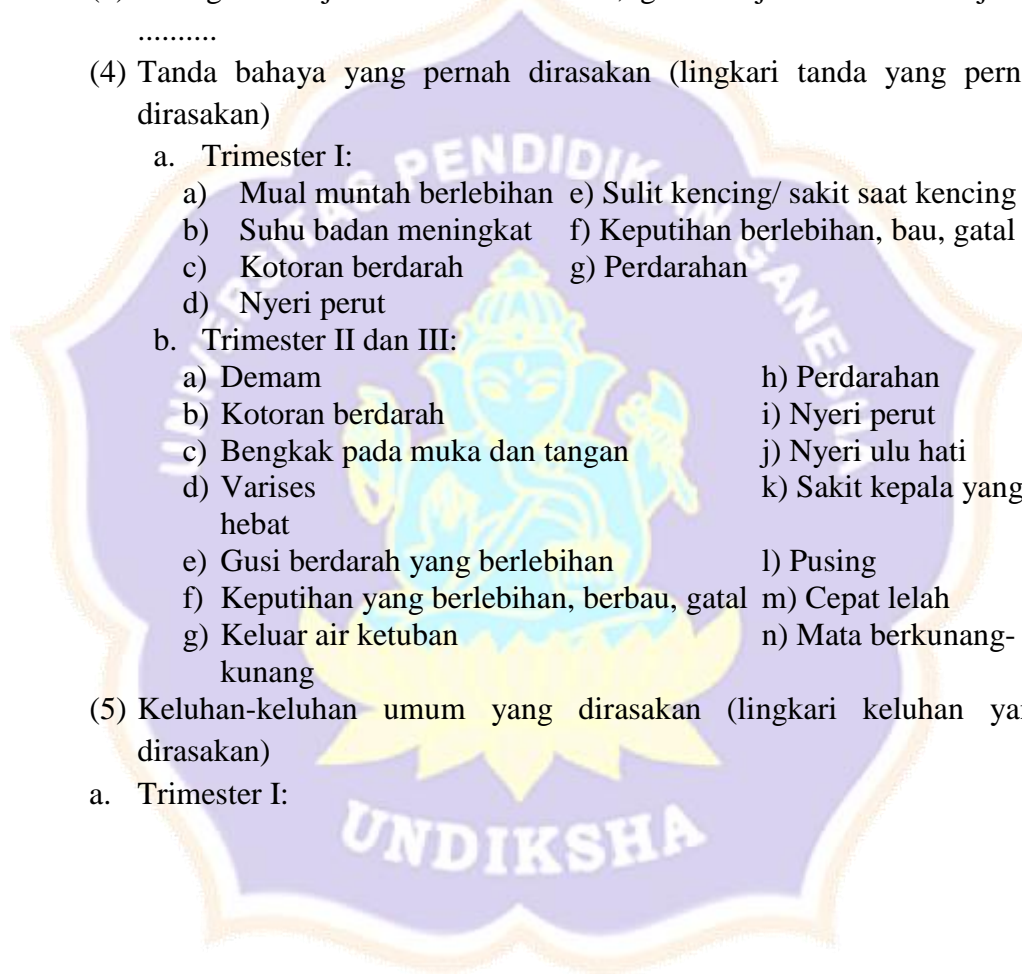 ..........
(4) Tanda bahaya yang pernah dirasakan (lingkari tanda yang
dirasakan)
a. Trimester I:
a) Mual muntah berlebihan e) Sulit kencing/ sakit saat kencing
b) Suhu badan meningkat f) Keputihan berlebihan, bau, gatal
c) Kotoran berdarah g) Perdarahan
d) Nyeri perut
b. Trimester II dan III:
a) Demam h) Perdarahan
b) Kotoran berdarah i) Nyeri perut
c) Bengkak pada muka dan tangan j) Nyeri ulu hati
d) Varises k) Sakit kepala yang
hebat
e) Gusi berdarah yang berlebihan l) Pusing
f) Keputihan yang berlebihan, berbau, gatal m) Cepat lelah
g) Keluar air ketuban n) Mata berkunang-
kunang
(5) Keluhan-keluhan umum yang dirasakan (lingkari keluhan
dirasakan)
a. Trimester I:
UNIVERSITAS PENDIDIKAN GANESHA
UNDIKSHA